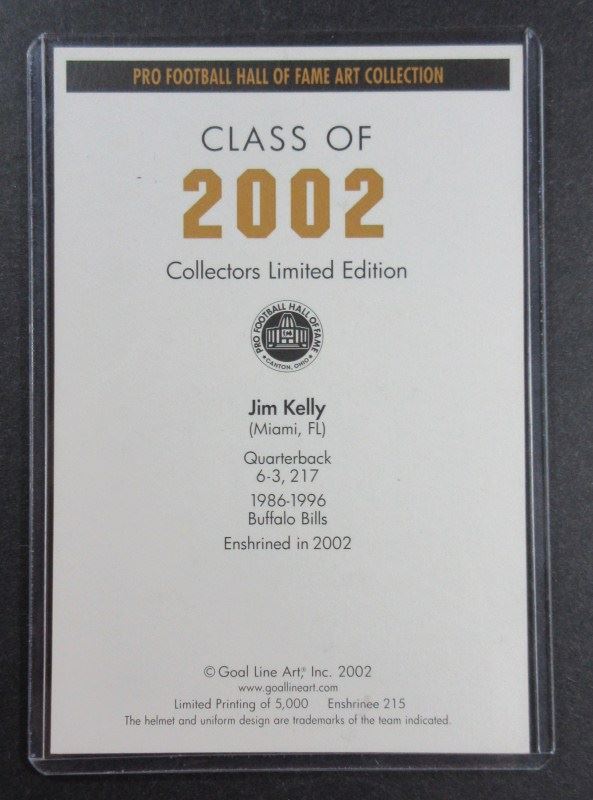 PRO FOOTBALL HALL OF FAME ART COLLECTION
CLASS OF
2002
Collectors Limited Edition
PRO FOOTBALL HALL OF FAME
★ CANTON, OHIO ★
Jim Kelly
(Miami, FL)
Quarterback
6-3, 217
1986-1996
Buffalo Bills
Enshrined in 2002
© Goal Line Art,® Inc. 2002
www.goallineart.com
Limited Printing of 5,000 Enshrinee 215
The helmet and uniform design are trademarks of the team indicated.